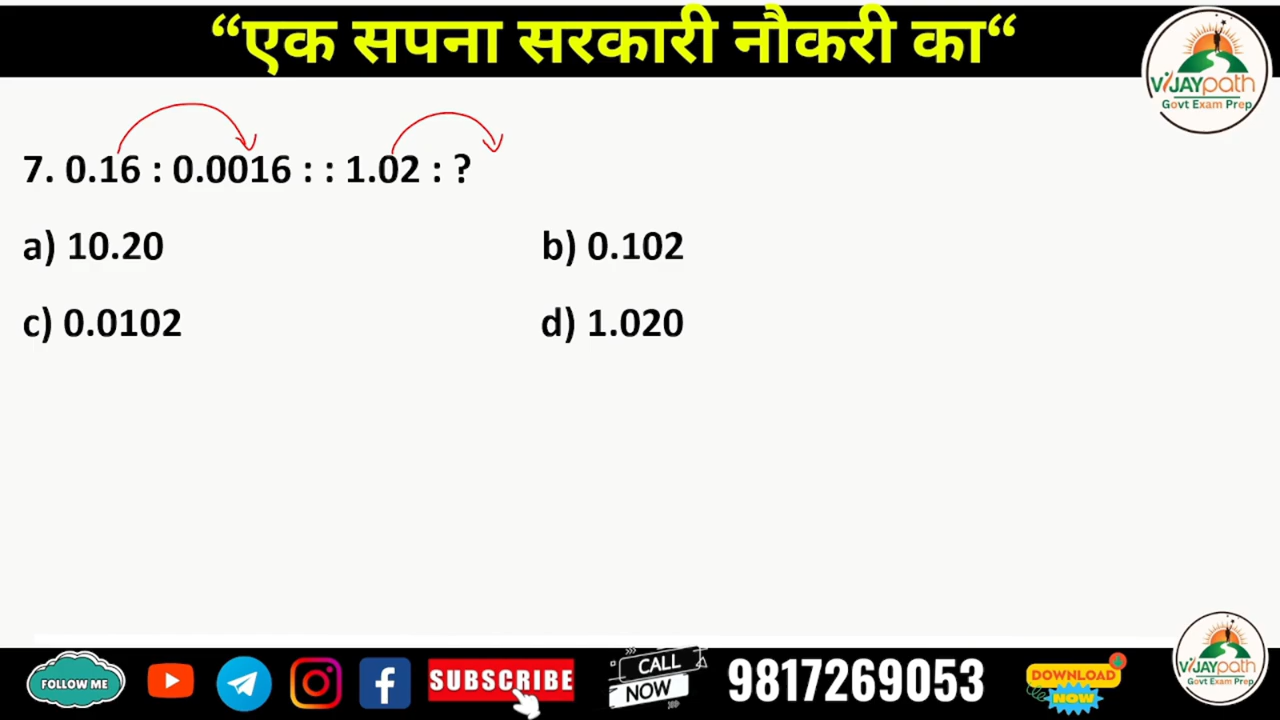 “एक सपना सरकारी नौकरी का“
VIJAYpath
Govt Exam Prep
7. 0.16 : 0.0016 : : 1.02 : ?
a) 10.20
b) 0.102
c) 0.0102
d) 1.020
VIJAYpath
Govt Exam Prep
FOLLOW ME
SUBSCRIBE
CALL
NOW
9817269053
DOWNLOAD
NOW